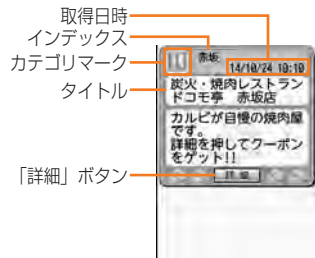 取得日時
インデックス
カテゴリマーク
タイトル
「詳細」ボタン
赤坂
14/10/24 10:10
炭火・焼肉レストラン
ドコモ亭 赤坂店
カルビが自慢の焼肉屋
です。
詳細を押してクーポン
をゲット!!
詳細